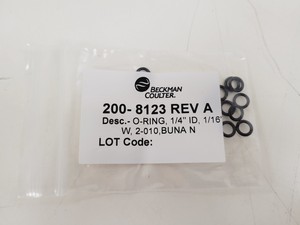 BECKMAN
COULTER.
200- 8123 REV A
Desc.- O-RING, 1/4" ID, 1/16"
W, 2-010,BUNA N
LOT Code: